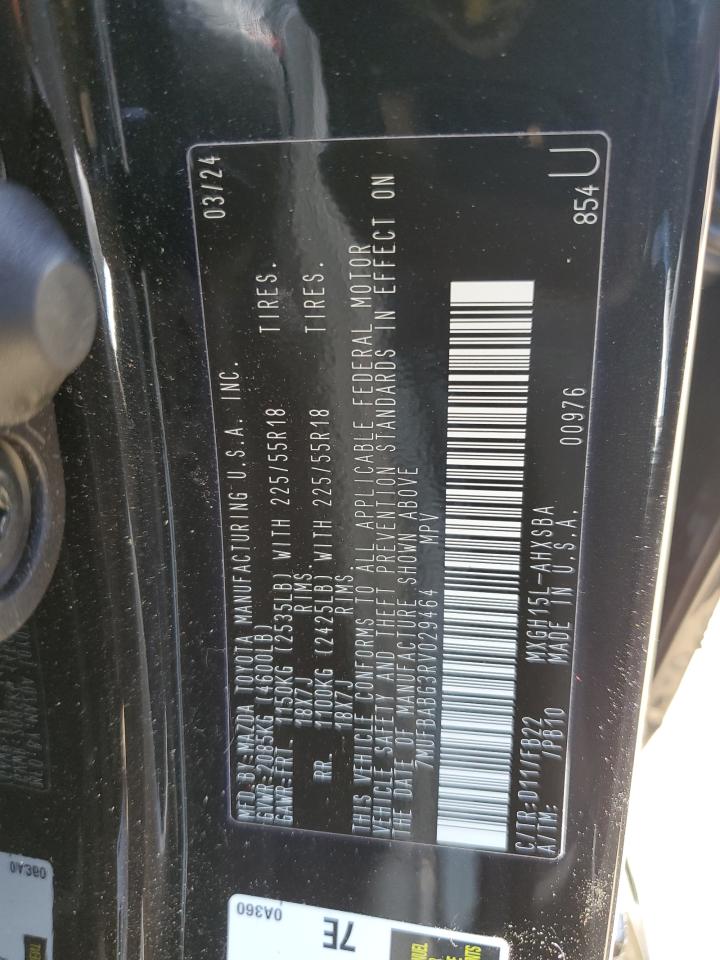 MFD.BY:MAZDA TOYOTA MANUFACTURING U.S.A. INC. 03/24
GVWR:2085KG (4600LB)
GAWR:FRT. 1150KG (2535LB) WITH 225/55R18 TIRES.
18X7J RIMS
RR. 1100KG (2425LB) WITH 225/55R18 TIRES.
18X7J RIMS
THIS VEHICLE CONFORMS TO ALL APPLICABLE FEDERAL MOTOR
VEHICLE SAFETY AND THEFT PREVENTION STANDARDS IN EFFECT ON
THE DATE OF MANUFACTURE SHOWN ABOVE
7MUFBABG3RV029464 MPV
C/TR:D11/FB22 MXGH15L-AHXSBA
A/TM: /PB10 MADE IN U.S.A. 00976 854 U
0A360
7E